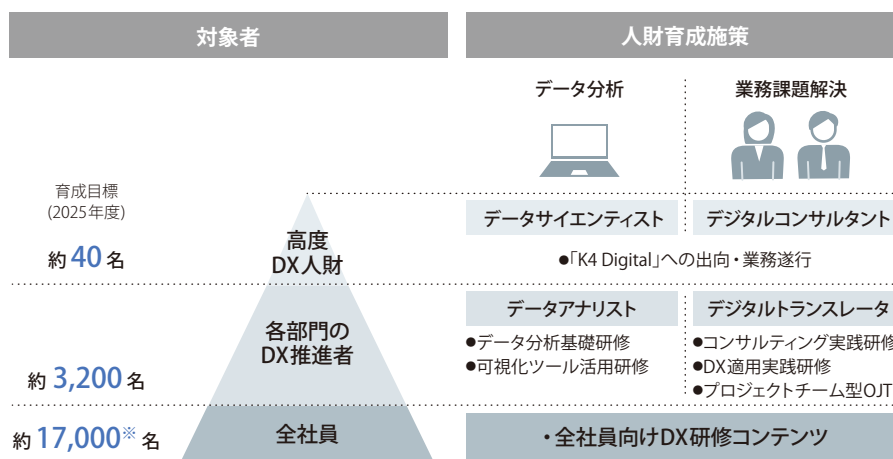 対象者
人財育成施策
データ分析
業務課題解決
育成目標
(2025年度)
約40名
高度
DX人財
データサイエンティスト
デジタルコンサルタント
●「K4 Digital」への出向・業務遂行
約3,200名
各部門の
DX推進者
データアナリスト
●データ分析基礎研修
●可視化ツール活用研修
デジタルトランスレータ
●コンサルティング実践研修
●DX適用実践研修
●プロジェクトチーム型OJT
約17,000※名
全社員
・全社員向けDX研修コンテンツ